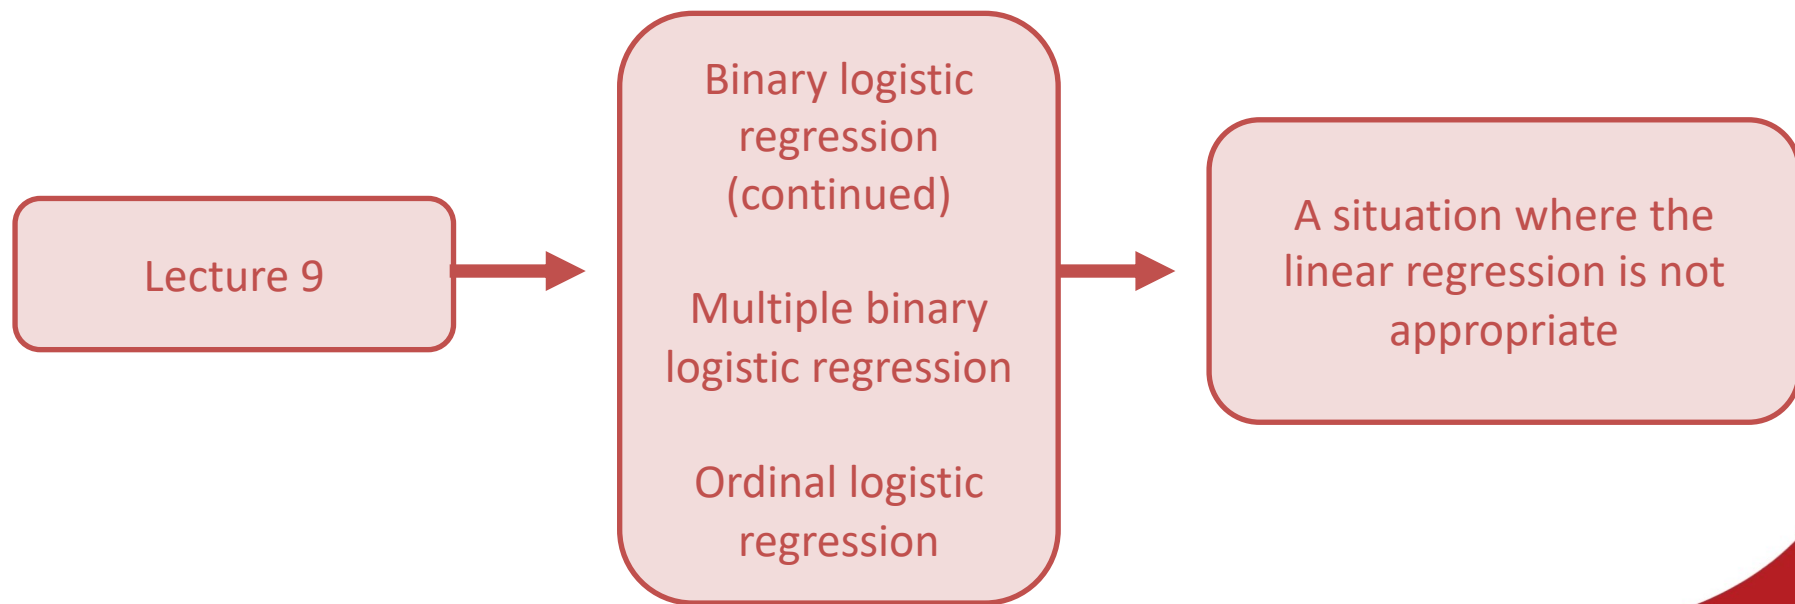 Lecture 9
Binary logistic
regression
(continued)
Multiple binary
logistic regression
Ordinal logistic
regression
A situation where the
linear regression is not
appropriate